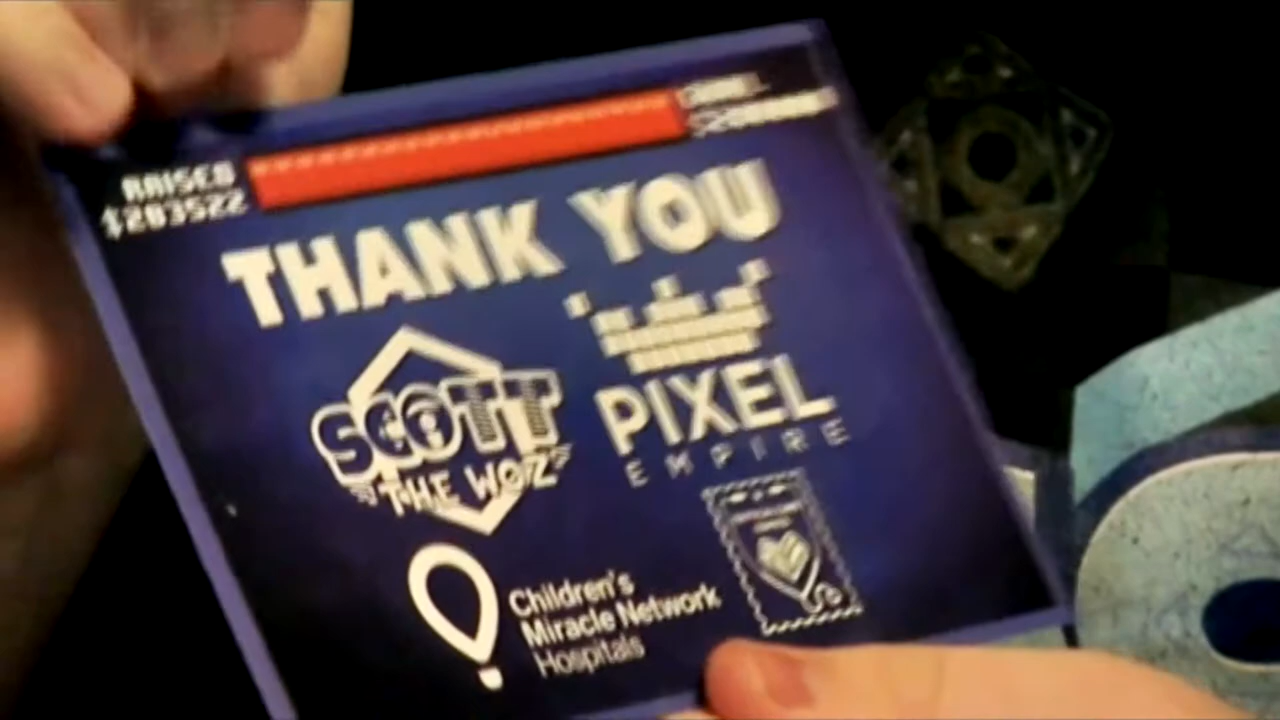 RAISED
$283522
THANK YOU
SCOTT
THE WOZ
PIXEL
EMPIRE
Children's
Miracle Network
Hospitals